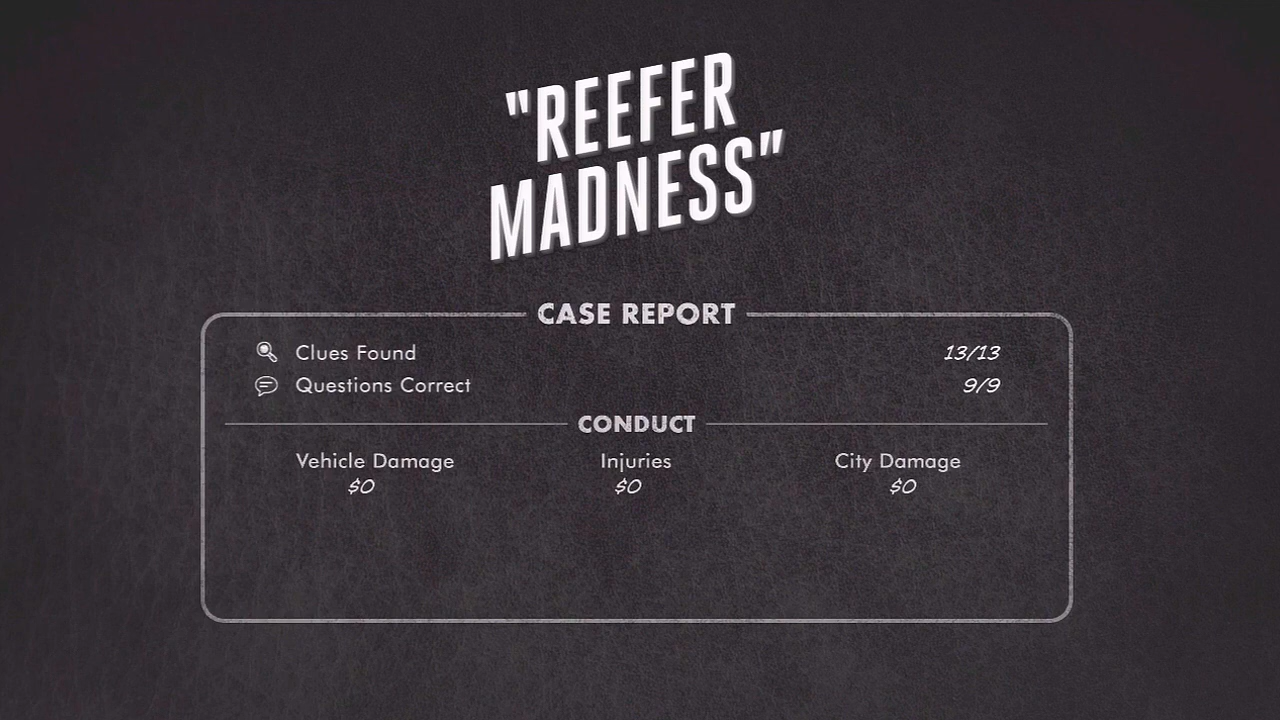 "REEFER
MADNESS"
CASE REPORT
Clues Found 13/13
Questions Correct 9/9
CONDUCT
Vehicle Damage Injuries City Damage
$0 $0 $0